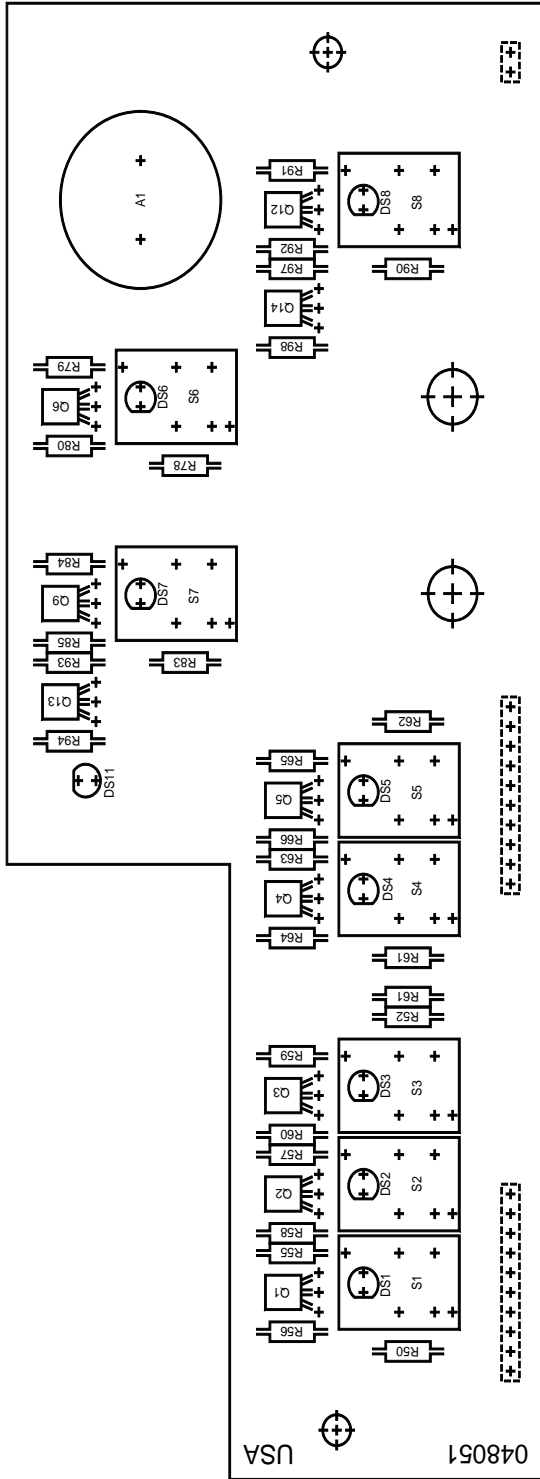 A1
R91
Q12
R92
R97
Q14
R98
DS8
S8
R90
R79
Q6
R80
DS6
S6
R78
R84
Q9
R85
R93
Q13
R94
DS11
DS7
S7
R83
R62
R65
Q5
R66
R63
Q4
R64
DS5
S5
DS4
S4
R61
R61
R52
R59
Q3
R60
R57
Q2
R58
R55
Q1
R56
DS3
S3
DS2
S2
DS1
S1
R50
USA
048051